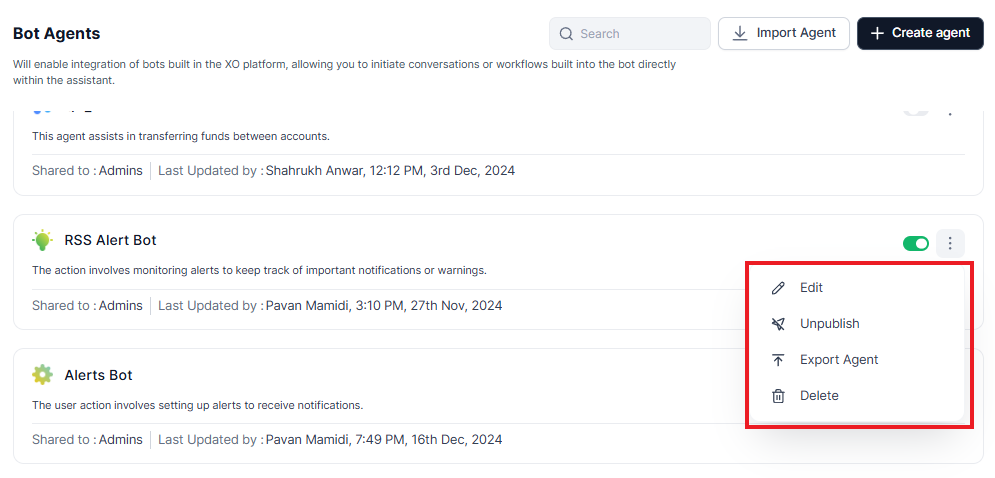 Bot Agents
Search
Import Agent
Create agent
Will enable integration of bots built in the XO platform, allowing you to initiate conversations or workflows built into the bot directly
within the assistant.
This agent assists in transferring funds between accounts.
Shared to : Admins Last Updated by : Shahrukh Anwar, 12:12 PM, 3rd Dec, 2024
RSS Alert Bot
The action involves monitoring alerts to keep track of important notifications or warnings.
Shared to : Admins Last Updated by : Pavan Mamidi, 3:10 PM, 27th Nov, 2024
Edit
Unpublish
Export Agent
Delete
Alerts Bot
The user action involves setting up alerts to receive notifications.
Shared to : Admins Last Updated by : Pavan Mamidi, 7:49 PM, 16th Dec, 2024